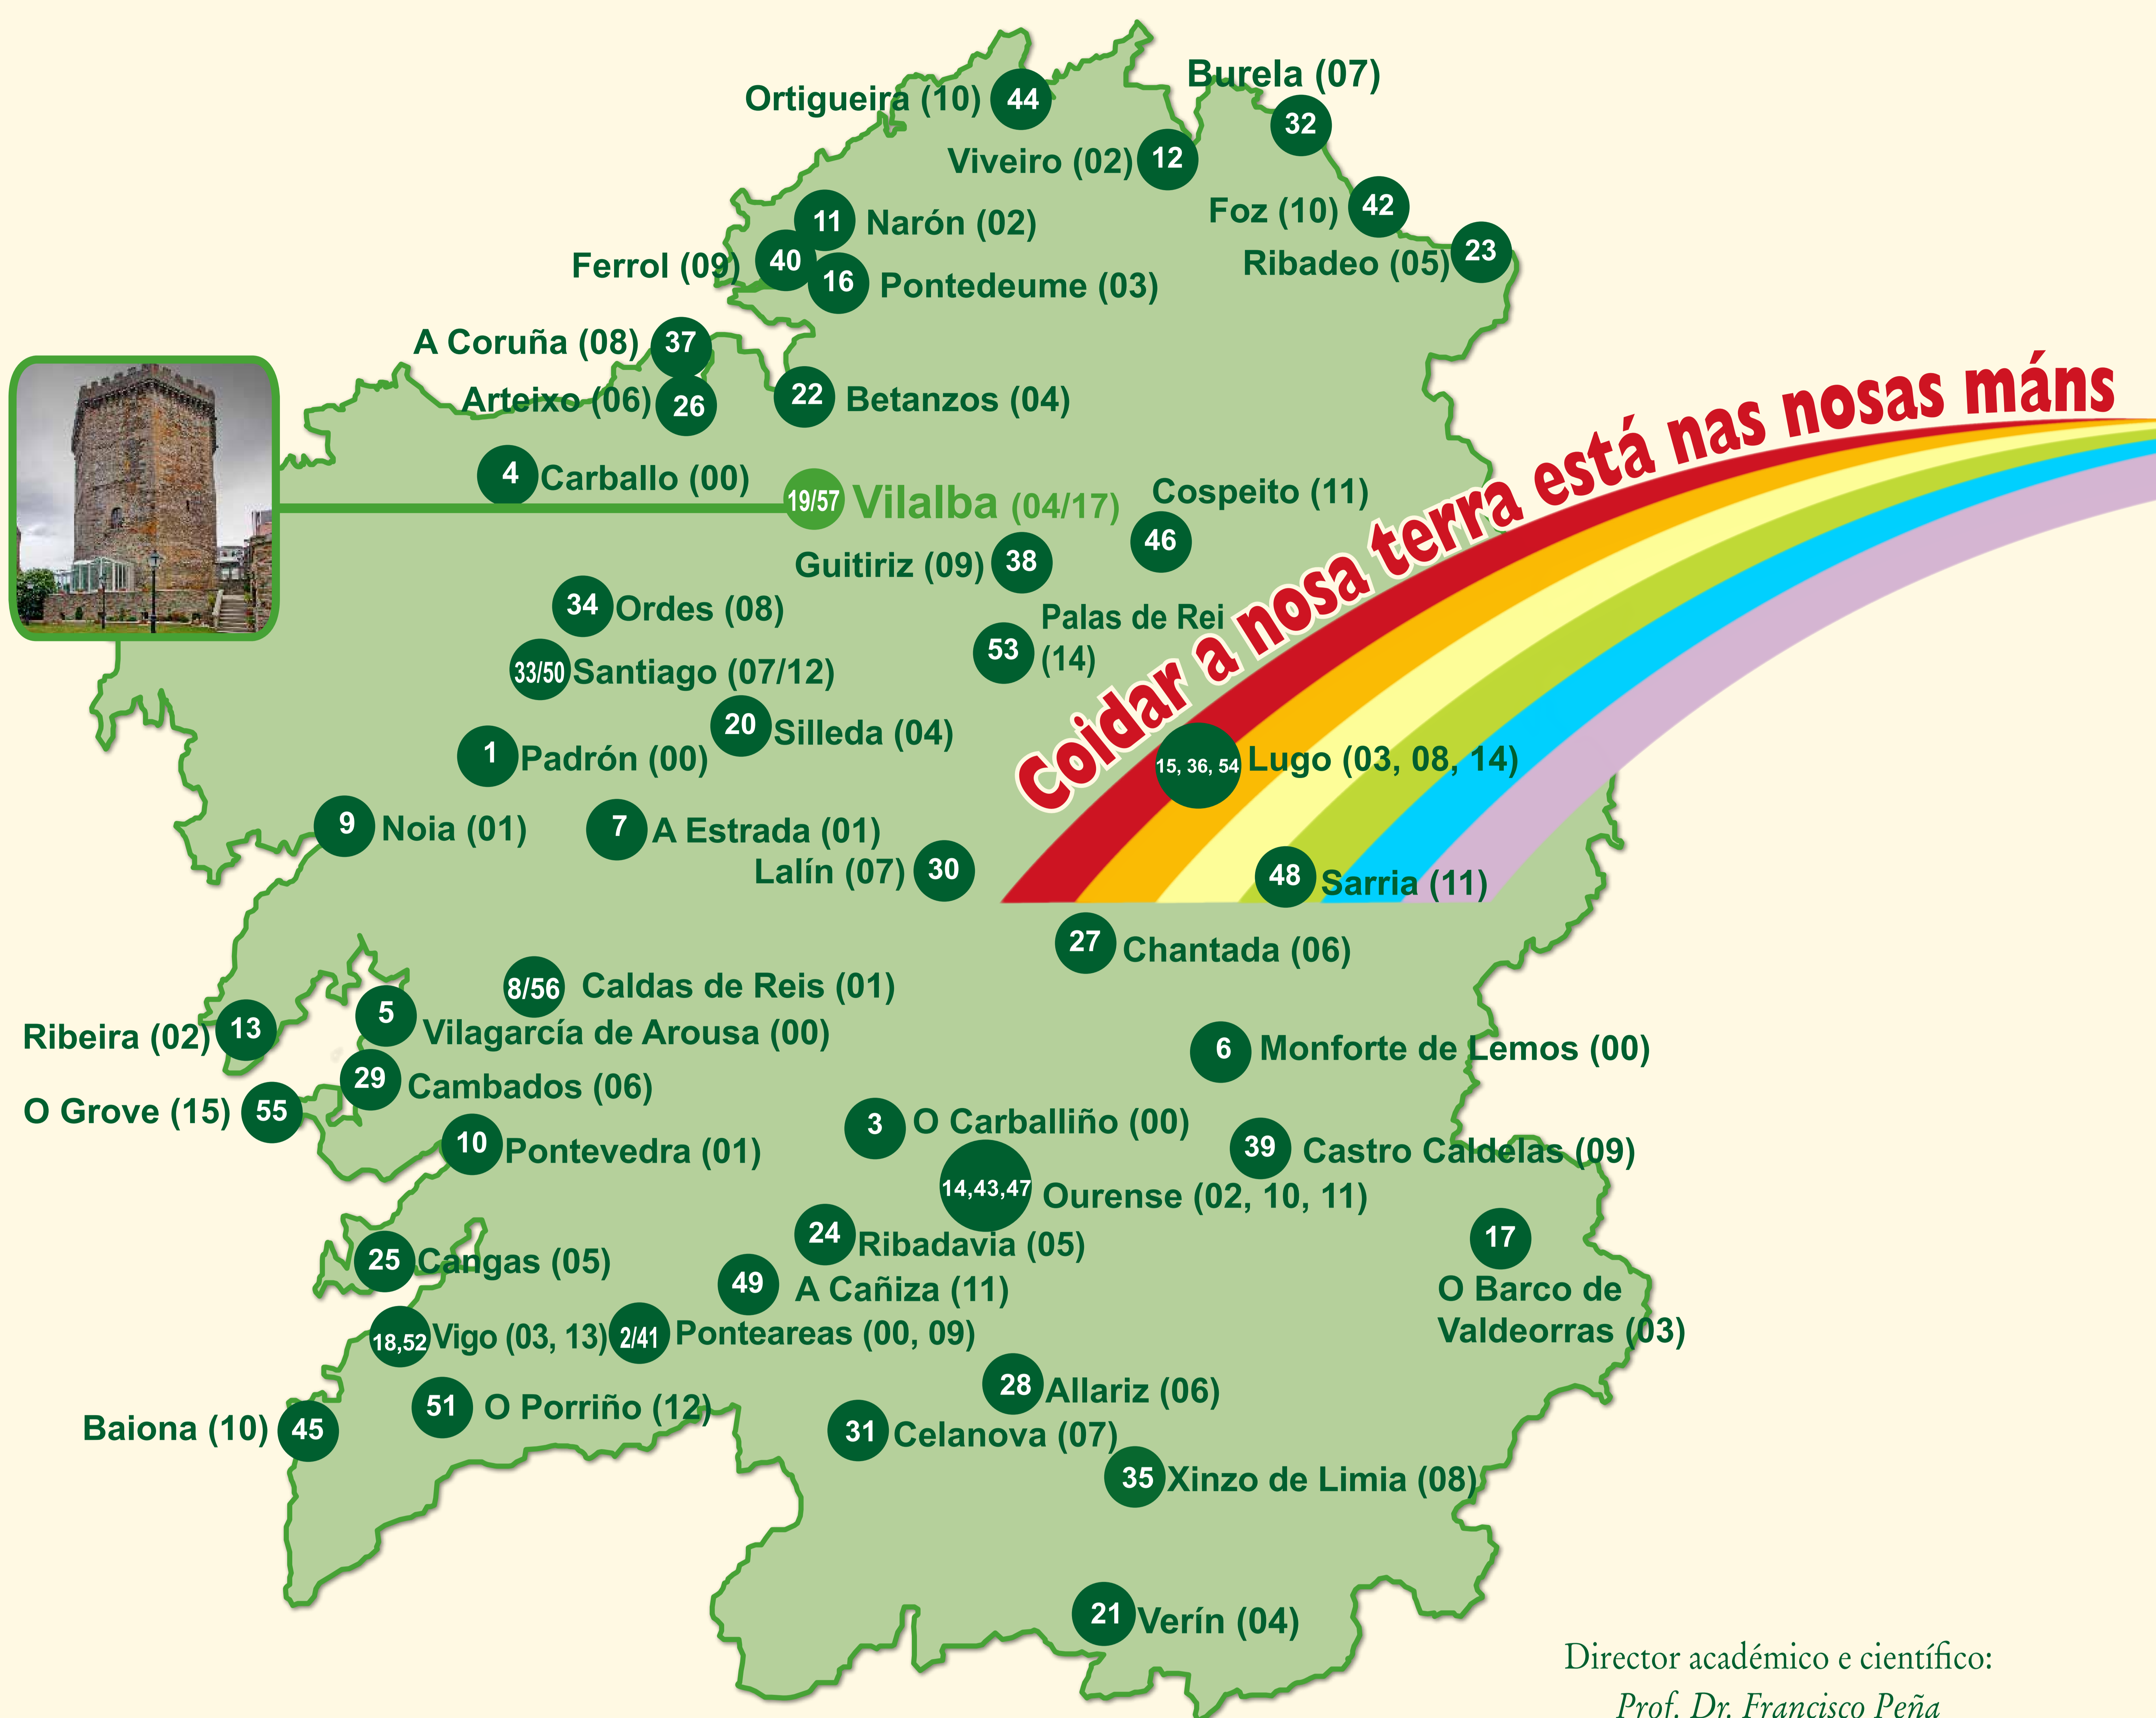 Burela (07)
32
Ortigueira (10)
44
Viveiro (02)
12
Foz (10)
42
11
Narón (02)
Ribadeo (05)
23
Ferrol (09)
40
16
Pontedeume (03)
A Coruña (08)
37
Arteixo (06)
26
22
Betanzos (04)
Coidar a nosa terra está nas nosas máns
4
Carballo (00)
19/57
Vilalba (04/17)
Cospeito (11)
46
Guitiriz (09)
38
34
Ordes (08)
Palas de Rei
(14)
53
33/50
Santiago (07/12)
20
Silleda (04)
1
Padrón (00)
15, 36, 54
Lugo (03, 08, 14)
9
Noia (01)
7
A Estrada (01)
Lalín (07)
30
48
Sarria (11)
27
Chantada (06)
8/56
Caldas de Reis (01)
Ribeira (02)
13
5
Vilagarcía de Arousa (00)
6
Monforte de Lemos (00)
29
Cambados (06)
O Grove (15)
55
3
O Carballiño (00)
10
Pontevedra (01)
39
Castro Caldelas (09)
14,43,47
Ourense (02, 10, 11)
24
Ribadavia (05)
17
O Barco de
Valdeorras (03)
25
Cangas (05)
49
A Cañiza (11)
18,52
Vigo (03, 13)
2/41
Ponteareas (00, 09)
28
Allariz (06)
51
O Porriño (12)
Baiona (10)
45
31
Celanova (07)
35
Xinzo de Limia (08)
21
Verín (04)
Director académico e científico:
Prof. Dr. Francisco Peña